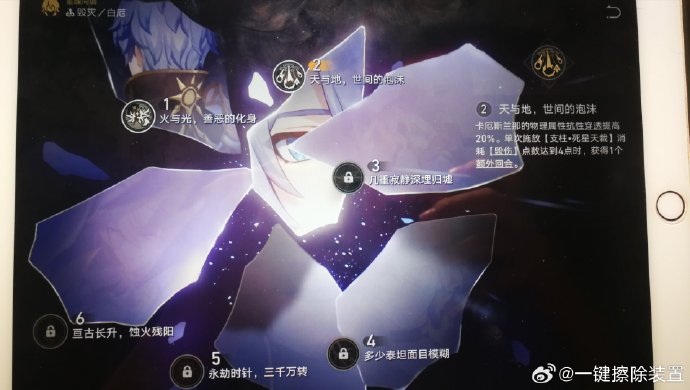 毁灭／白厄
1
火与光，善恶的化身
2
天与地，世间的泡沫
3
几重寂静深埋归墟
4
多少泰坦面目模糊
5
永劫时针，三千万转
6
亘古长升，蚀火残阳
2 天与地，世间的泡沫
卡厄斯兰那的物理属性抗性穿透提高
20%。单次施放【支柱•死星天裁】消
耗【毁伤】点数达到4点时，获得1个
额外回合。
@一键擦除装置